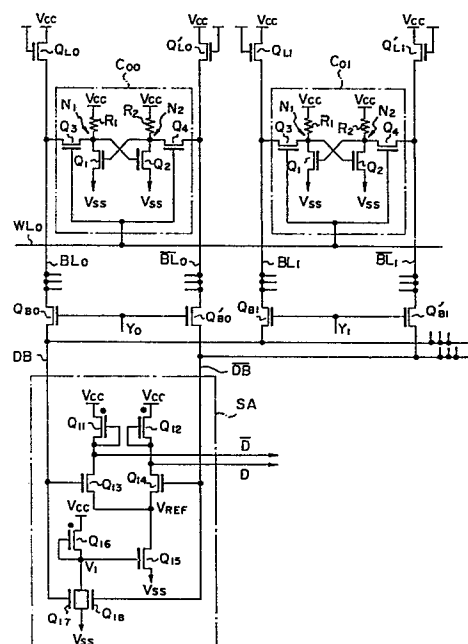 Vcc Vcc Vcc Vcc
QL0 Q'L0 QL1 Q'L1
C00 C01
Vcc Vcc Vcc Vcc
N1 R1 R2 N2 N1 R1 R2 N2
Q3 Q4 Q3 Q4
Q1 Q2 Q1 Q2
Vss Vss Vss Vss
WL0
BL0 B̅L̅0̅ BL1 B̅L̅1̅
QB0 Q'B0 QB1 Q'B1
Y0 Y1
DB D̅B̅
SA
Vcc Vcc
Q11 Q12
D̅
D
Q13 Q14
VREF
Vcc
Q16 Q15
V1
Vss
Q17 Q18
Vss